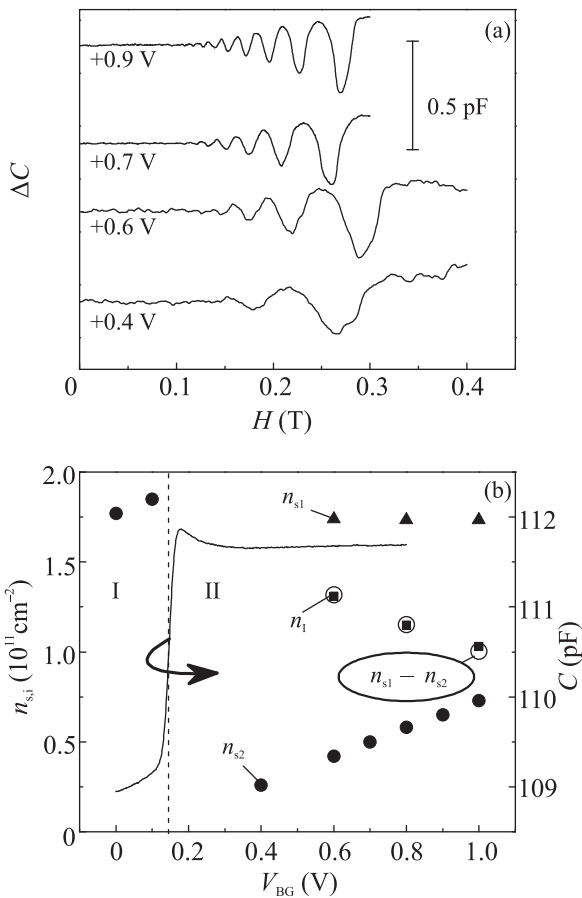 (a)
+0.9 V
0.5 pF
+0.7 V
ΔC
+0.6 V
+0.4 V
0 0.1 0.2 0.3 0.4
H (T)
(b)
2.0
n_s1
112
1.5
I II
n_I
111
n_s,i (10^11 cm^−2)
C (pF)
1.0
n_s1 − n_s2
110
0.5
n_s2
109
0
0 0.2 0.4 0.6 0.8 1.0
V_BG (V)